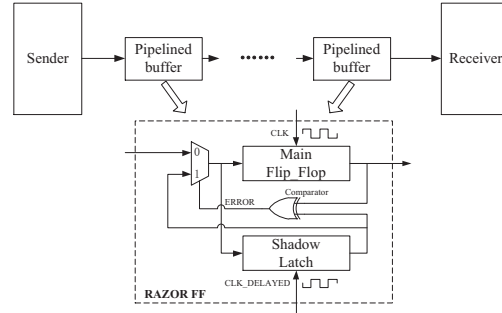 Sender
Pipelined
buffer
......
Pipelined
buffer
Receiver
CLK
0
1
Main
Flip_Flop
Comparator
ERROR
Shadow
Latch
CLK_DELAYED
RAZOR FF